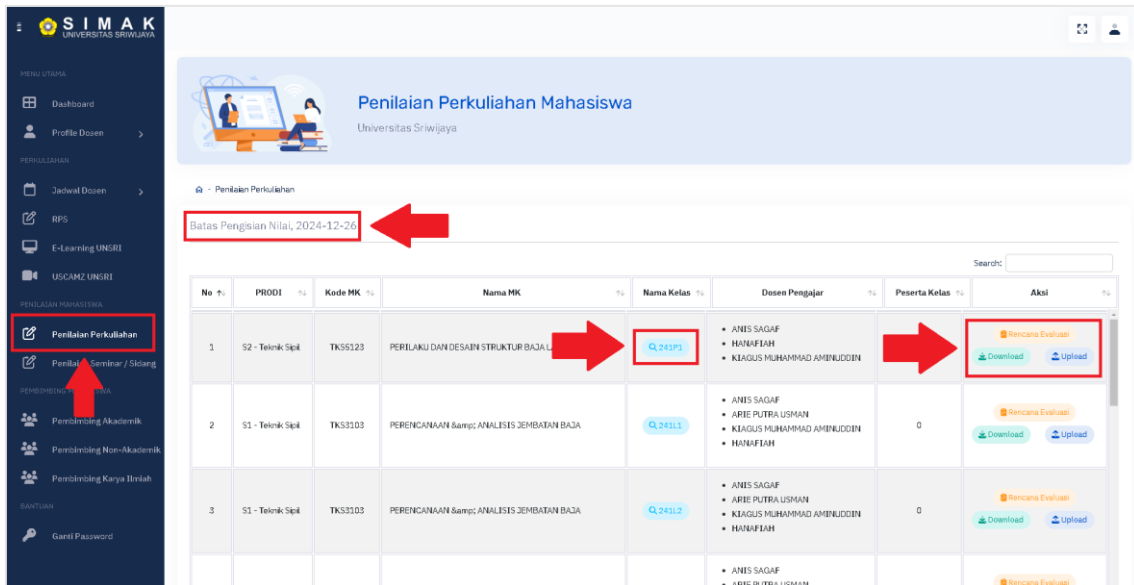 SIMAK
UNIVERSITAS SRIWIJAYA
MENU UTAMA
Dashboard
Profile Dosen
PERKULIAHAN
Jadwal Dosen
RPS
E-Learning UNSRI
USCAMZ UNSRI
PENILAIAN MAHASISWA
Penilaian Perkuliahan
Seminar / Sidang
Pembimbing Akademik
Pembimbing Non-Akademik
Pembimbing Karya Ilmiah
BANTUAN
Ganti Password
Penilaian Perkuliahan Mahasiswa
Universitas Sriwijaya
- Penilaian Perkuliahan
Batas Pengisian Nilai, 2024-12-26
Search:
No PRODI Kode MK Nama MK Nama Kelas Dosen Pengajar Peserta Kelas Aksi
1 S2 - Teknik Sipil TKS5123 PERILAKU DAN DESAIN STRUKTUR BAJA 241P1
• ANIS SAGAF
• HANAFIAH
• KIAGUS MUHAMMAD AMINUDDIN
Rencana Evaluasi
Download Upload
2 S1 - Teknik Sipil TKS3103 PERENCANAAN &amp; ANALISIS JEMBATAN BAJA 241L1
• ANIS SAGAF
• ARIE PUTRA USMAN
• KIAGUS MUHAMMAD AMINUDDIN
• HANAFIAH
0
Rencana Evaluasi
Download Upload
3 S1 - Teknik Sipil TKS3103 PERENCANAAN &amp; ANALISIS JEMBATAN BAJA 241L2
• ANIS SAGAF
• ARIE PUTRA USMAN
• KIAGUS MUHAMMAD AMINUDDIN
• HANAFIAH
0
Rencana Evaluasi
Download Upload
• ANIS SAGAF
• ARIE PUTRA USMAN
Rencana Evaluasi